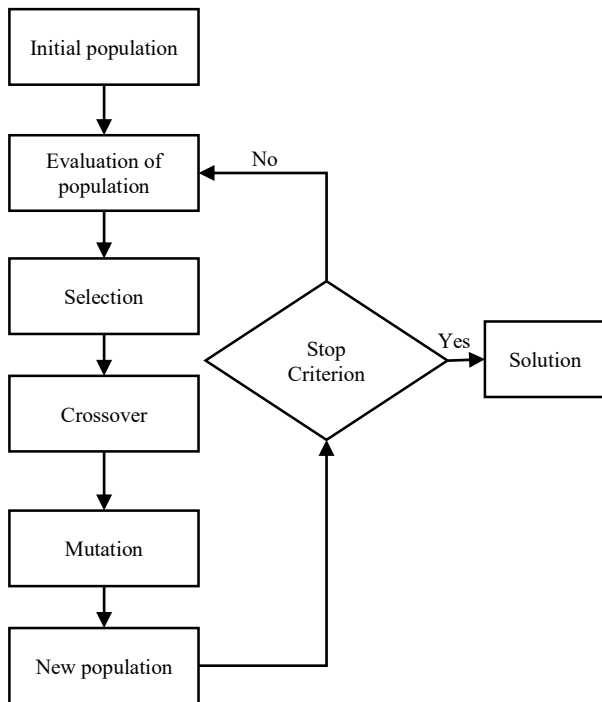 Initial population
Evaluation of
population
No
Selection
Stop
Criterion
Yes
Solution
Crossover
Mutation
New population